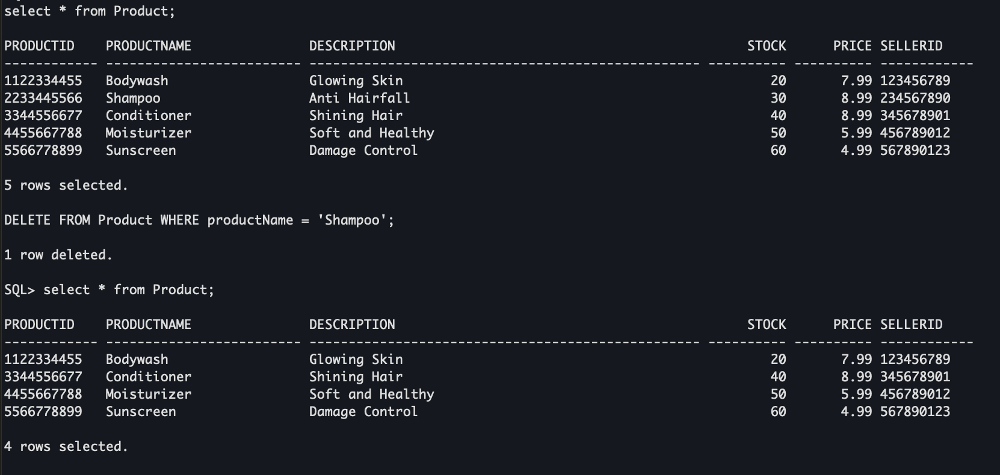 select * from Product;
PRODUCTID    PRODUCTNAME               DESCRIPTION                                             STOCK      PRICE SELLERID
------------ ------------------------- -------------------------------------------------- ---------- ---------- ------------
1122334455   Bodywash                  Glowing Skin                                               20       7.99 123456789
2233445566   Shampoo                   Anti Hairfall                                              30       8.99 234567890
3344556677   Conditioner               Shining Hair                                               40       8.99 345678901
4455667788   Moisturizer               Soft and Healthy                                           50       5.99 456789012
5566778899   Sunscreen                 Damage Control                                             60       4.99 567890123
5 rows selected.
DELETE FROM Product WHERE productName = 'Shampoo';
1 row deleted.
SQL> select * from Product;
PRODUCTID    PRODUCTNAME               DESCRIPTION                                             STOCK      PRICE SELLERID
------------ ------------------------- -------------------------------------------------- ---------- ---------- ------------
1122334455   Bodywash                  Glowing Skin                                               20       7.99 123456789
3344556677   Conditioner               Shining Hair                                               40       8.99 345678901
4455667788   Moisturizer               Soft and Healthy                                           50       5.99 456789012
5566778899   Sunscreen                 Damage Control                                             60       4.99 567890123
4 rows selected.